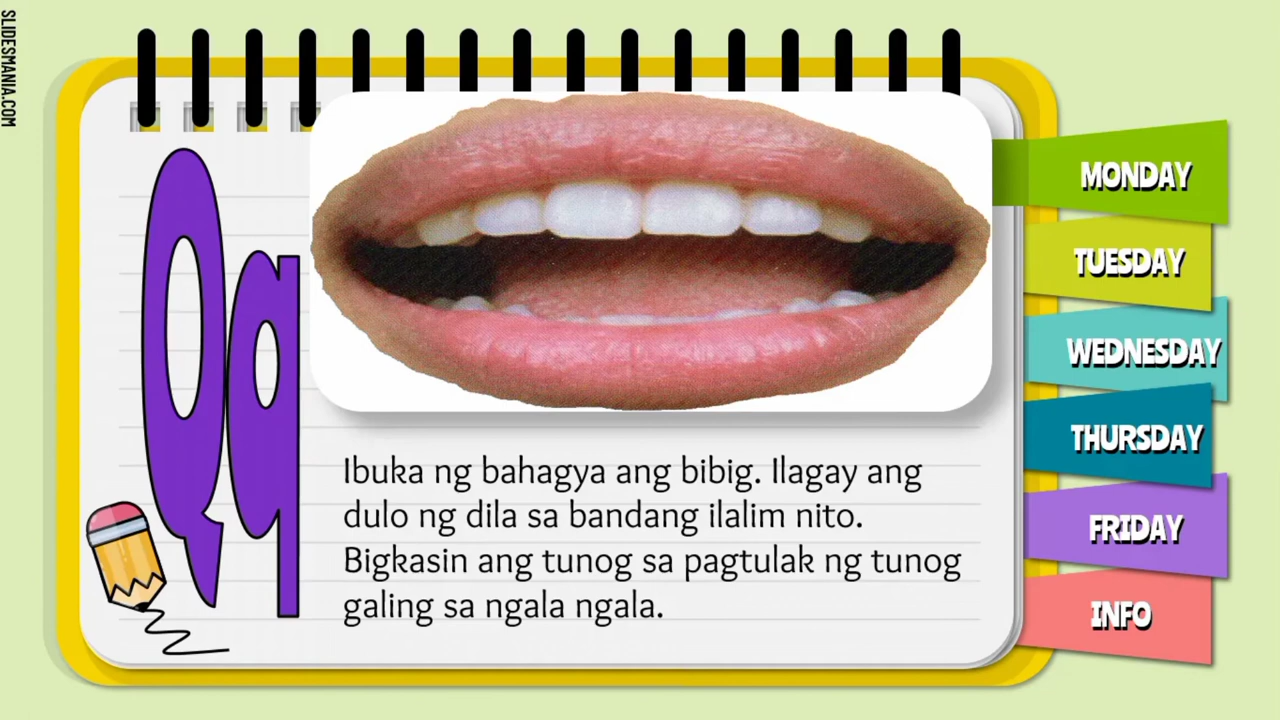 SLIDESMANIA.COM
Qq
Ibuka ng bahagya ang bibig. Ilagay ang
dulo ng dila sa bandang ilalim nito.
Bigkasin ang tunog sa pagtulak ng tunog
galing sa ngala ngala.
MONDAY
TUESDAY
WEDNESDAY
THURSDAY
FRIDAY
INFO